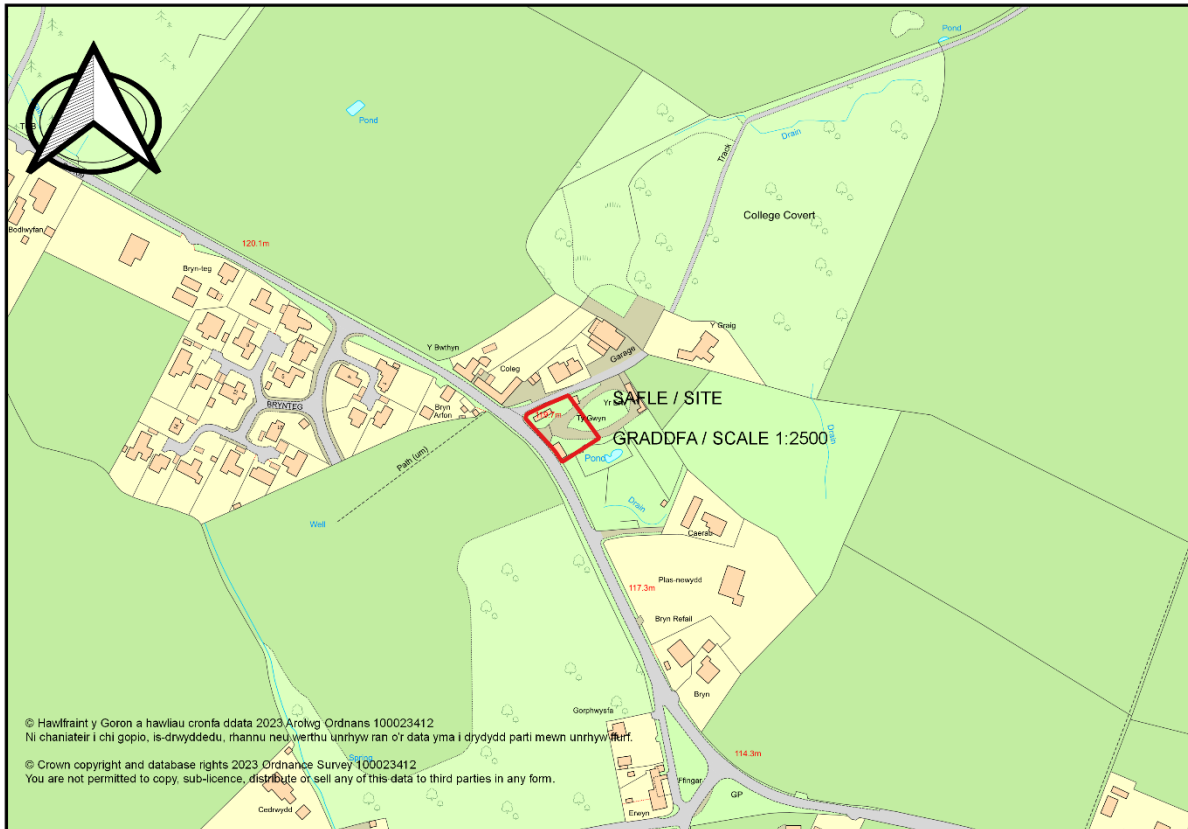 Pond
Pond
Drain
Track
College Covert
Bodlwyfan
120.1m
Bryn-teg
Y Bwthyn
Y Graig
Garage
Coleg
SAFLE / SITE
BRYNTEG
Bryn
Arfon
Ty Gwyn
GRADDFA / SCALE 1:2500
Pond
Drain
Path (um)
Well
Drain
Caerau
117.3m
Plas-newydd
Bryn Refail
Bryn
Gorphwysfa
© Hawlfraint y Goron a hawliau cronfa ddata 2023 Arolwg Ordnans 100023412
Ni chaniateir i chi gopio, is-drwyddedu, rhannu neu werthu unrhyw ran o'r data yma i drydydd parti mewn unrhyw ffurf.
114.3m
Spring
© Crown copyright and database rights 2023 Ordnance Survey 100023412
You are not permitted to copy, sub-licence, distribute or sell any of this data to third parties in any form.
Ffingar
GP
Cedrwydd
Erwyn